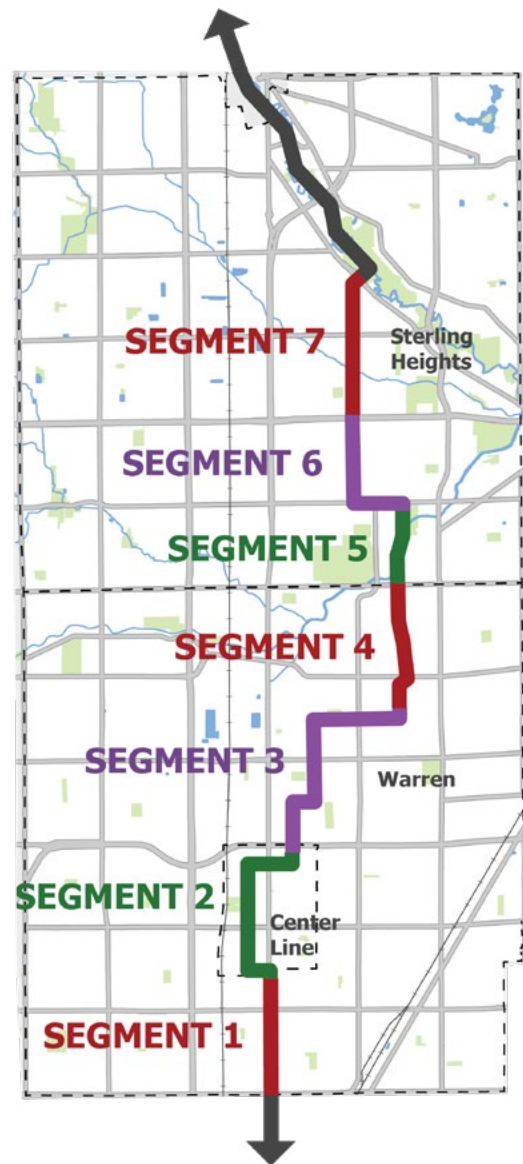 SEGMENT 7
Sterling
Heights
SEGMENT 6
SEGMENT 5
SEGMENT 4
SEGMENT 3
Warren
SEGMENT 2
Center
Line
SEGMENT 1